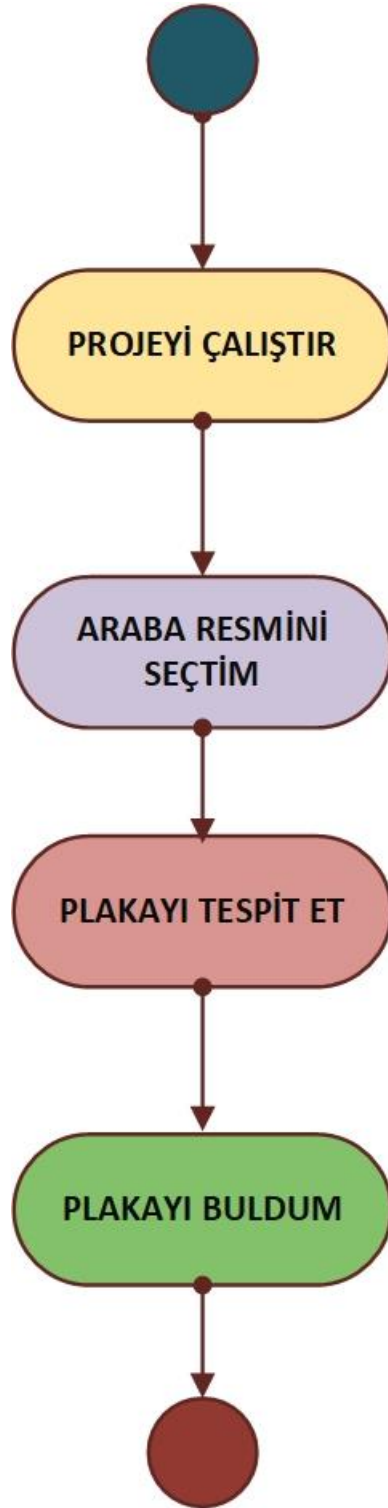 PROJEYİ ÇALIŞTIR
ARABA RESMİNİ
SEÇTİM
PLAKAYI TESPİT ET
PLAKAYI BULDUM